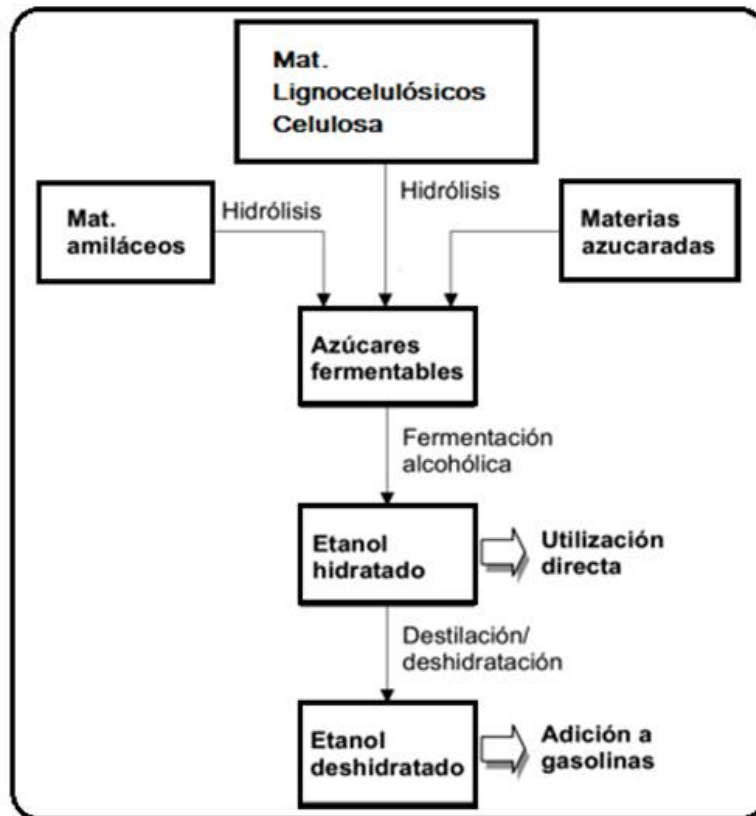 Mat.
Lignocelulósicos
Celulosa
Hidrólisis
Hidrólisis
Mat.
amiláceos
Materias
azucaradas
Azúcares
fermentables
Fermentación
alcohólica
Etanol
hidratado
Utilización
directa
Destilación/
deshidratación
Etanol
deshidratado
Adición a
gasolinas